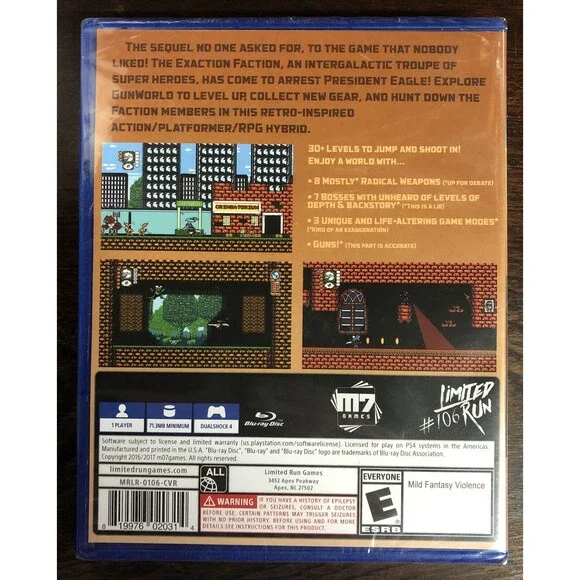 THE SEQUEL NO ONE ASKED FOR, TO THE GAME THAT NOBODY
LIKED! THE EXACTION FACTION, AN INTERGALACTIC TROUPE OF
SUPER HEROES, HAS COME TO ARREST PRESIDENT EAGLE! EXPLORE
GUNWORLD TO LEVEL UP, COLLECT NEW GEAR, AND HUNT DOWN THE
FACTION MEMBERS IN THIS RETRO-INSPIRED
ACTION/PLATFORMER/RPG HYBRID.
30+ LEVELS TO JUMP AND SHOOT IN!
ENJOY A WORLD WITH...
• 8 MOSTLY* RADICAL WEAPONS (*UP FOR DEBATE)
• 7 BOSSES WITH UNHEARD OF LEVELS OF
DEPTH & BACKSTORY* (*THIS IS A LIE)
• 3 UNIQUE AND LIFE-ALTERING GAME MODES*
(*KIND OF AN EXAGGERATION)
• GUNS! * (THIS PART IS ACCURATE)
M7
GAMES
LIMITED
RUN
#106
1 PLAYER
71.3MB MINIMUM
DUALSHOCK 4
Blu-ray Disc
Software subject to license and limited warranty (us.playstation.com/softwarelicense). Licensed for play on PS4 systems in the Americas.
Manufactured and printed in the U.S.A. "Blu-ray Disc", "Blu-ray" and "Blu-ray Disc" logo are trademarks of Blu-ray Disc Association.
Copyright 2016/2017 m07games. All rights reserved.
limitedrungames.com
MRLR-0106-CVR
8 19976 02031 4
ALL
Limited Run Games
3452 Apex Peakway
Apex, NC 27502
WARNING IF YOU HAVE A HISTORY OF EPILEPSY
OR SEIZURES, CONSULT A DOCTOR
BEFORE USE. CERTAIN PATTERNS MAY TRIGGER SEIZURES
WITH NO PRIOR HISTORY. BEFORE USING AND FOR MORE
DETAILS SEE INSTRUCTIONS PROVIDED WITH THIS PRODUCT.
EVERYONE
E
ESRB
Mild Fantasy Violence